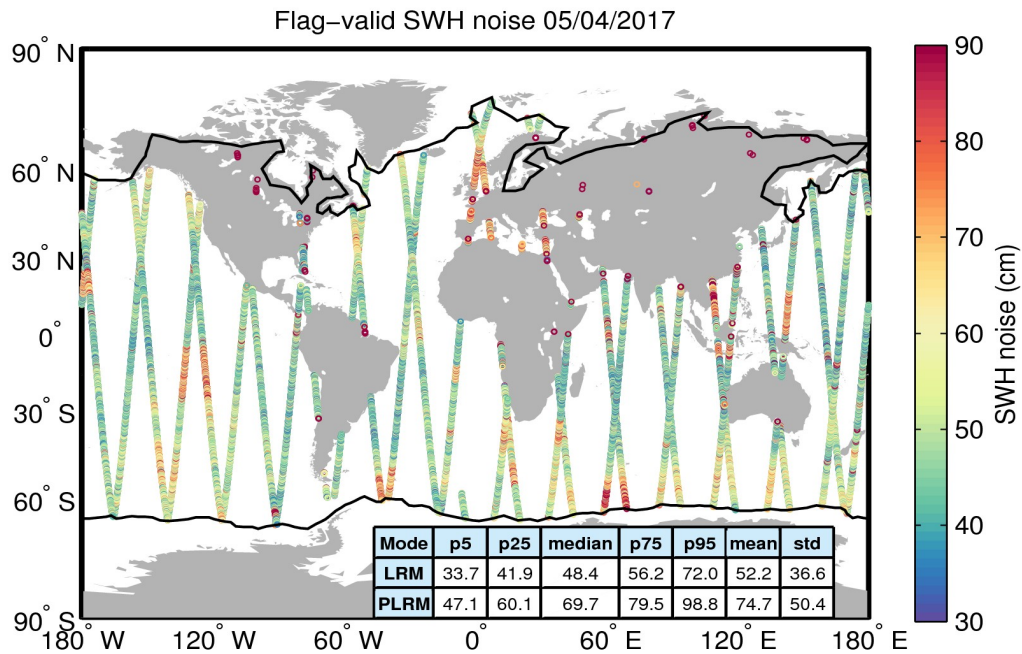 Flag−valid SWH noise 05/04/2017
90° N
60° N
30° N
0°
30° S
60° S
90° S
180° W
120° W
60° W
0°
60° E
120° E
180° E
Mode p5 p25 median p75 p95 mean std
LRM 33.7 41.9 48.4 56.2 72.0 52.2 36.6
PLRM 47.1 60.1 69.7 79.5 98.8 74.7 50.4
90
80
70
60
50
40
30
SWH noise (cm)